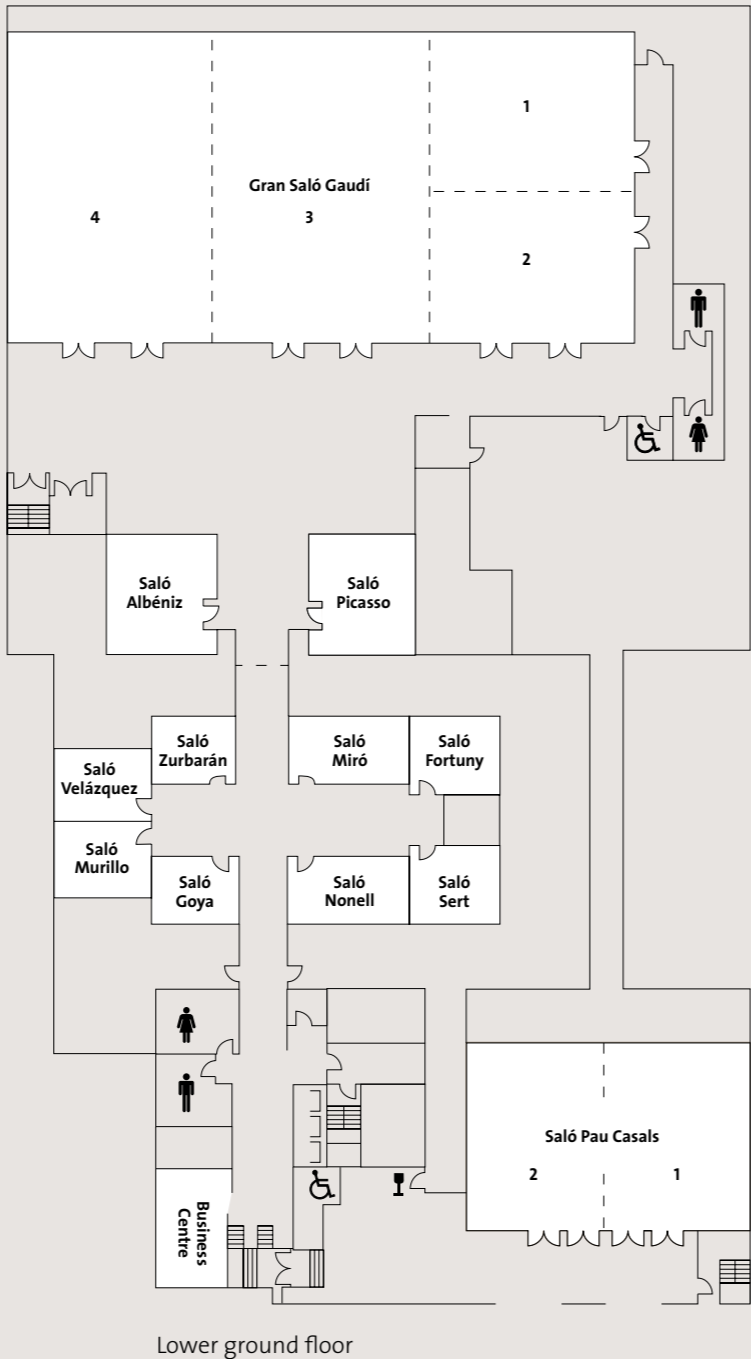 1
Gran Saló Gaudí
4
3
2
Saló
Albéniz
Saló
Picasso
Saló
Zurbarán
Saló
Miró
Saló
Fortuny
Saló
Velázquez
Saló
Murillo
Saló
Goya
Saló
Nonell
Saló
Sert
Saló Pau Casals
2
1
Business
Centre
Lower ground floor